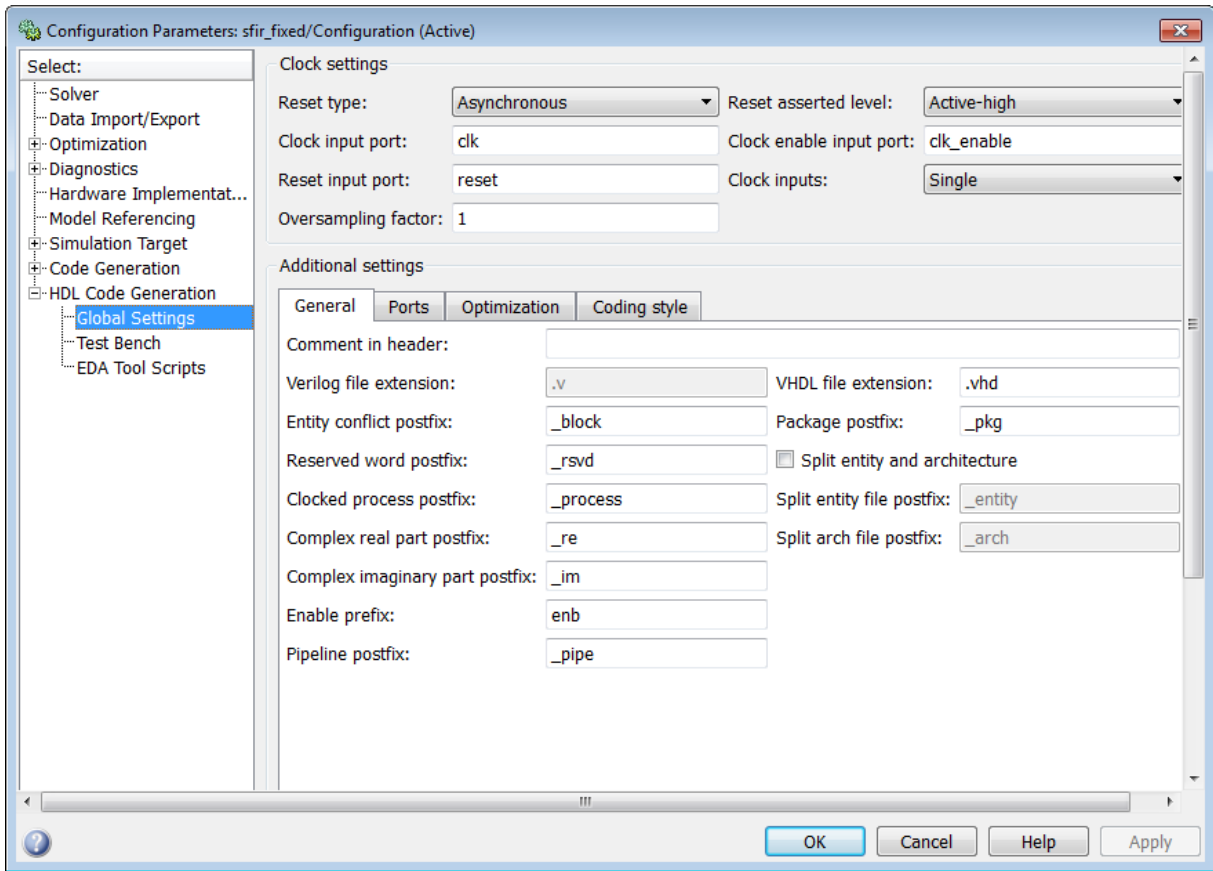 Configuration Parameters: sfir_fixed/Configuration (Active)
Select:
Solver
Data Import/Export
Optimization
Diagnostics
Hardware Implementat...
Model Referencing
Simulation Target
Code Generation
HDL Code Generation
Global Settings
Test Bench
EDA Tool Scripts
Clock settings
Reset type: Asynchronous Reset asserted level: Active-high
Clock input port: clk Clock enable input port: clk_enable
Reset input port: reset Clock inputs: Single
Oversampling factor: 1
Additional settings
General Ports Optimization Coding style
Comment in header:
Verilog file extension: .v VHDL file extension: .vhd
Entity conflict postfix: _block Package postfix: _pkg
Reserved word postfix: _rsvd Split entity and architecture
Clocked process postfix: _process Split entity file postfix: _entity
Complex real part postfix: _re Split arch file postfix: _arch
Complex imaginary part postfix: _im
Enable prefix: enb
Pipeline postfix: _pipe
OK Cancel Help Apply